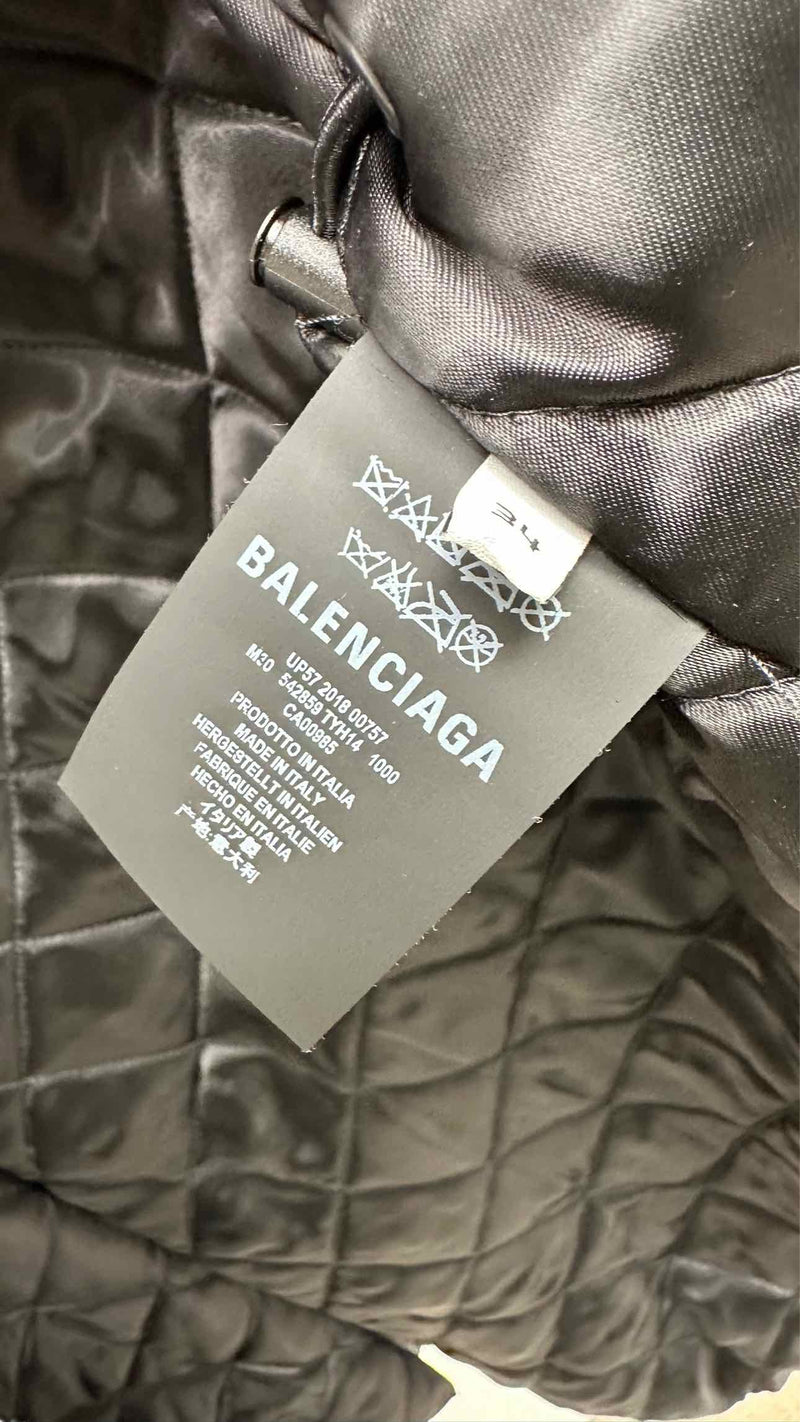 34
BALENCIAGA
UP57 2018 00757
M30 542859 TYH14 1000
CA00985
PRODOTTO IN ITALIA
MADE IN ITALY
HERGESTELLT IN ITALIEN
FABRIQUE EN ITALIE
HECHO EN ITALIA
イタリア製
产地:意大利